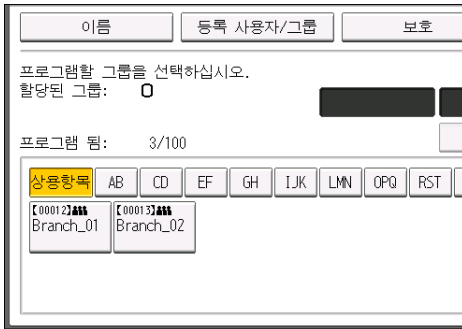 이름 등록 사용자/그룹 보호
프로그램할 그룹을 선택하십시오.
할당된 그룹: 0
프로그램 됨: 3/100
상용항목 AB CD EF GH IJK LMN OPQ RST
【00012】 【00013】
Branch_01 Branch_02